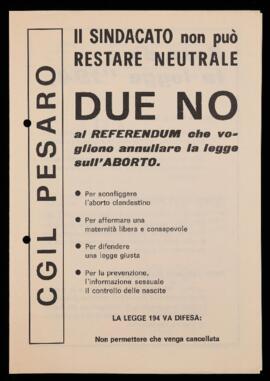 Il SINDACATO non può
RESTARE NEUTRALE
DUE NO
al REFERENDUM che vo-
gliono annullare la legge
sull'ABORTO.
Per sconfiggere
l'aborto clandestino
Per affermare una
maternità libera e consapevole
Per difendere
una legge giusta
Per la prevenzione,
l'informazione sessuale
il controllo delle nascite
LA LEGGE 194 VA DIFESA:
Non permettere che venga cancellata
CGIL PESARO